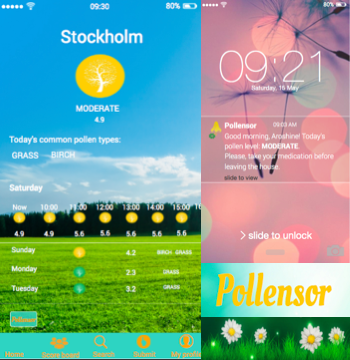 09:30
80%
Stockholm
MODERATE
4.9
Today's common pollen types:
GRASS BIRCH
Saturday
Now 10:00 11:00 12:00 13:00 14:00 15:00
4.9 4.9 5.6 5.6 5.6 5.6 5.6
Sunday 4.2 BIRCH GRASS
Monday 2.3 GRASS
Tuesday 3.2 GRASS
Pollensor
Home Score board Search Submit My profile
80%
09:21
Saturday, 16 May
Pollensor 09:03 AM
Good morning, Aroshine! Today's
pollen level: MODERATE.
Please, take your medication before
leaving the house.
slide to view
> slide to unlock
Pollensor